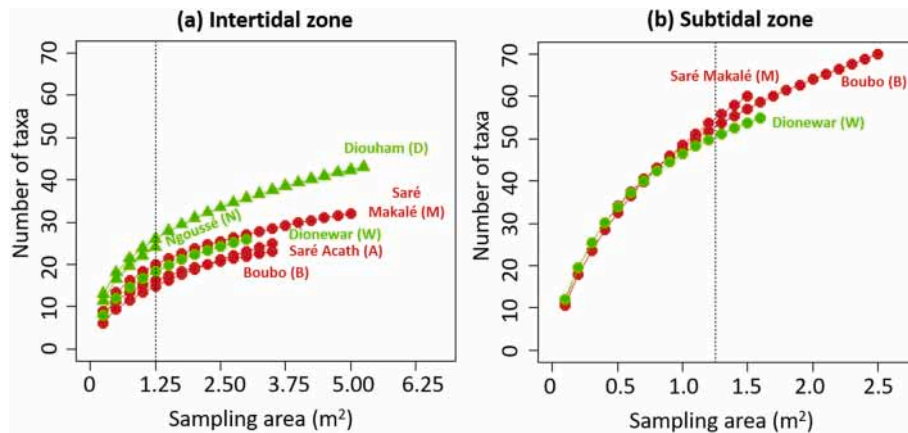 (a) Intertidal zone
Number of taxa
70
60
50
40
30
20
10
0
Diouham (D)
Ngoussé (N)
Saré
Makalé (M)
Dionewar (W)
Saré Acath (A)
Boubo (B)
0 1.25 2.50 3.75 5.00 6.25
Sampling area (m²)
(b) Subtidal zone
Number of taxa
70
60
50
40
30
20
10
0
Saré Makalé (M)
Boubo (B)
Dionewar (W)
0 0.5 1.0 1.5 2.0 2.5
Sampling area (m²)